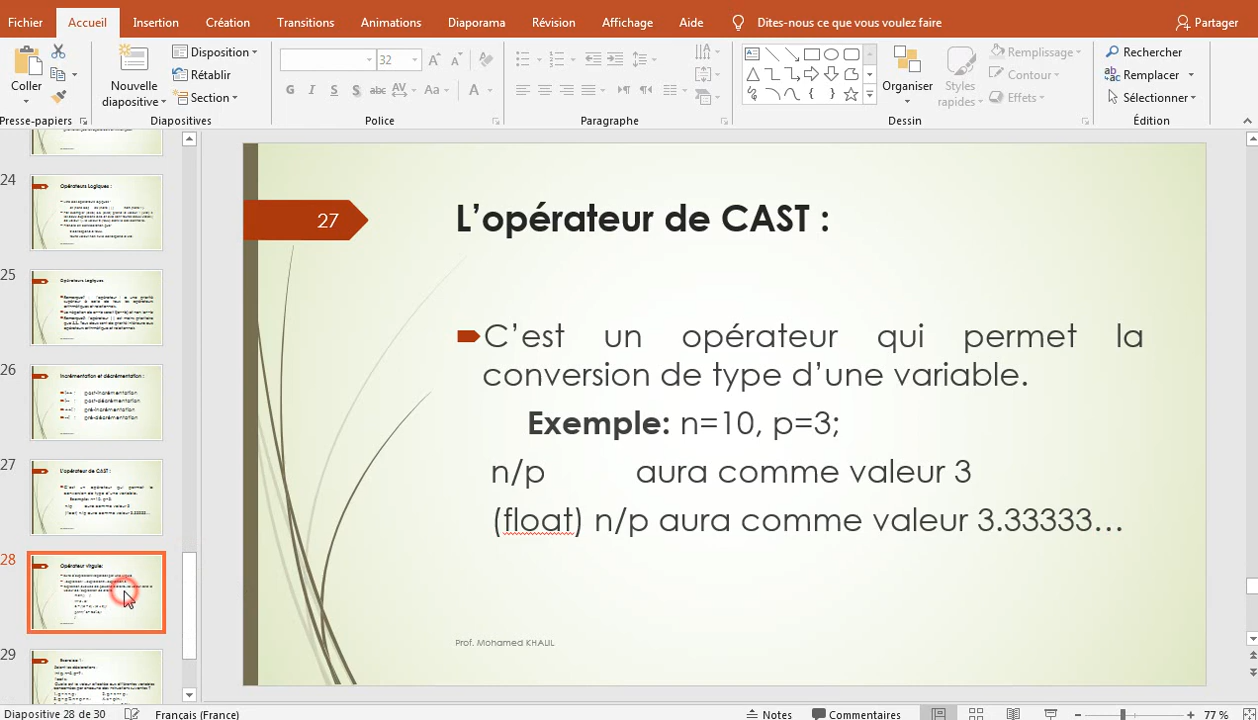 Fichier Accueil Insertion Création Transitions Animations Diaporama Révision Affichage Aide Dites-nous ce que vous voulez faire Partager
Coller
Presse-papiers
Nouvelle diapositive
Disposition
Rétablir
Section
Diapositives
32
G I S S abc AV Aa A
Police
Paragraphe
Organiser
Styles rapides
Remplissage
Contour
Effets
Dessin
Rechercher
Remplacer
Sélectionner
Édition
24
Opérateurs Logiques :
25
Opérateurs Logiques
26
Incrémentation et décrémentation :
27
L'opérateur de CAST :
28
Opérateur virgule:
29
Exercice 1 :
27
L'opérateur de CAST :
C'est un opérateur qui permet la
conversion de type d'une variable.
Exemple: n=10, p=3;
n/p aura comme valeur 3
(float) n/p aura comme valeur 3.33333…
Prof. Mohamed KHALIL
Diapositive 28 de 30 Français (France) Notes Commentaires 77 %